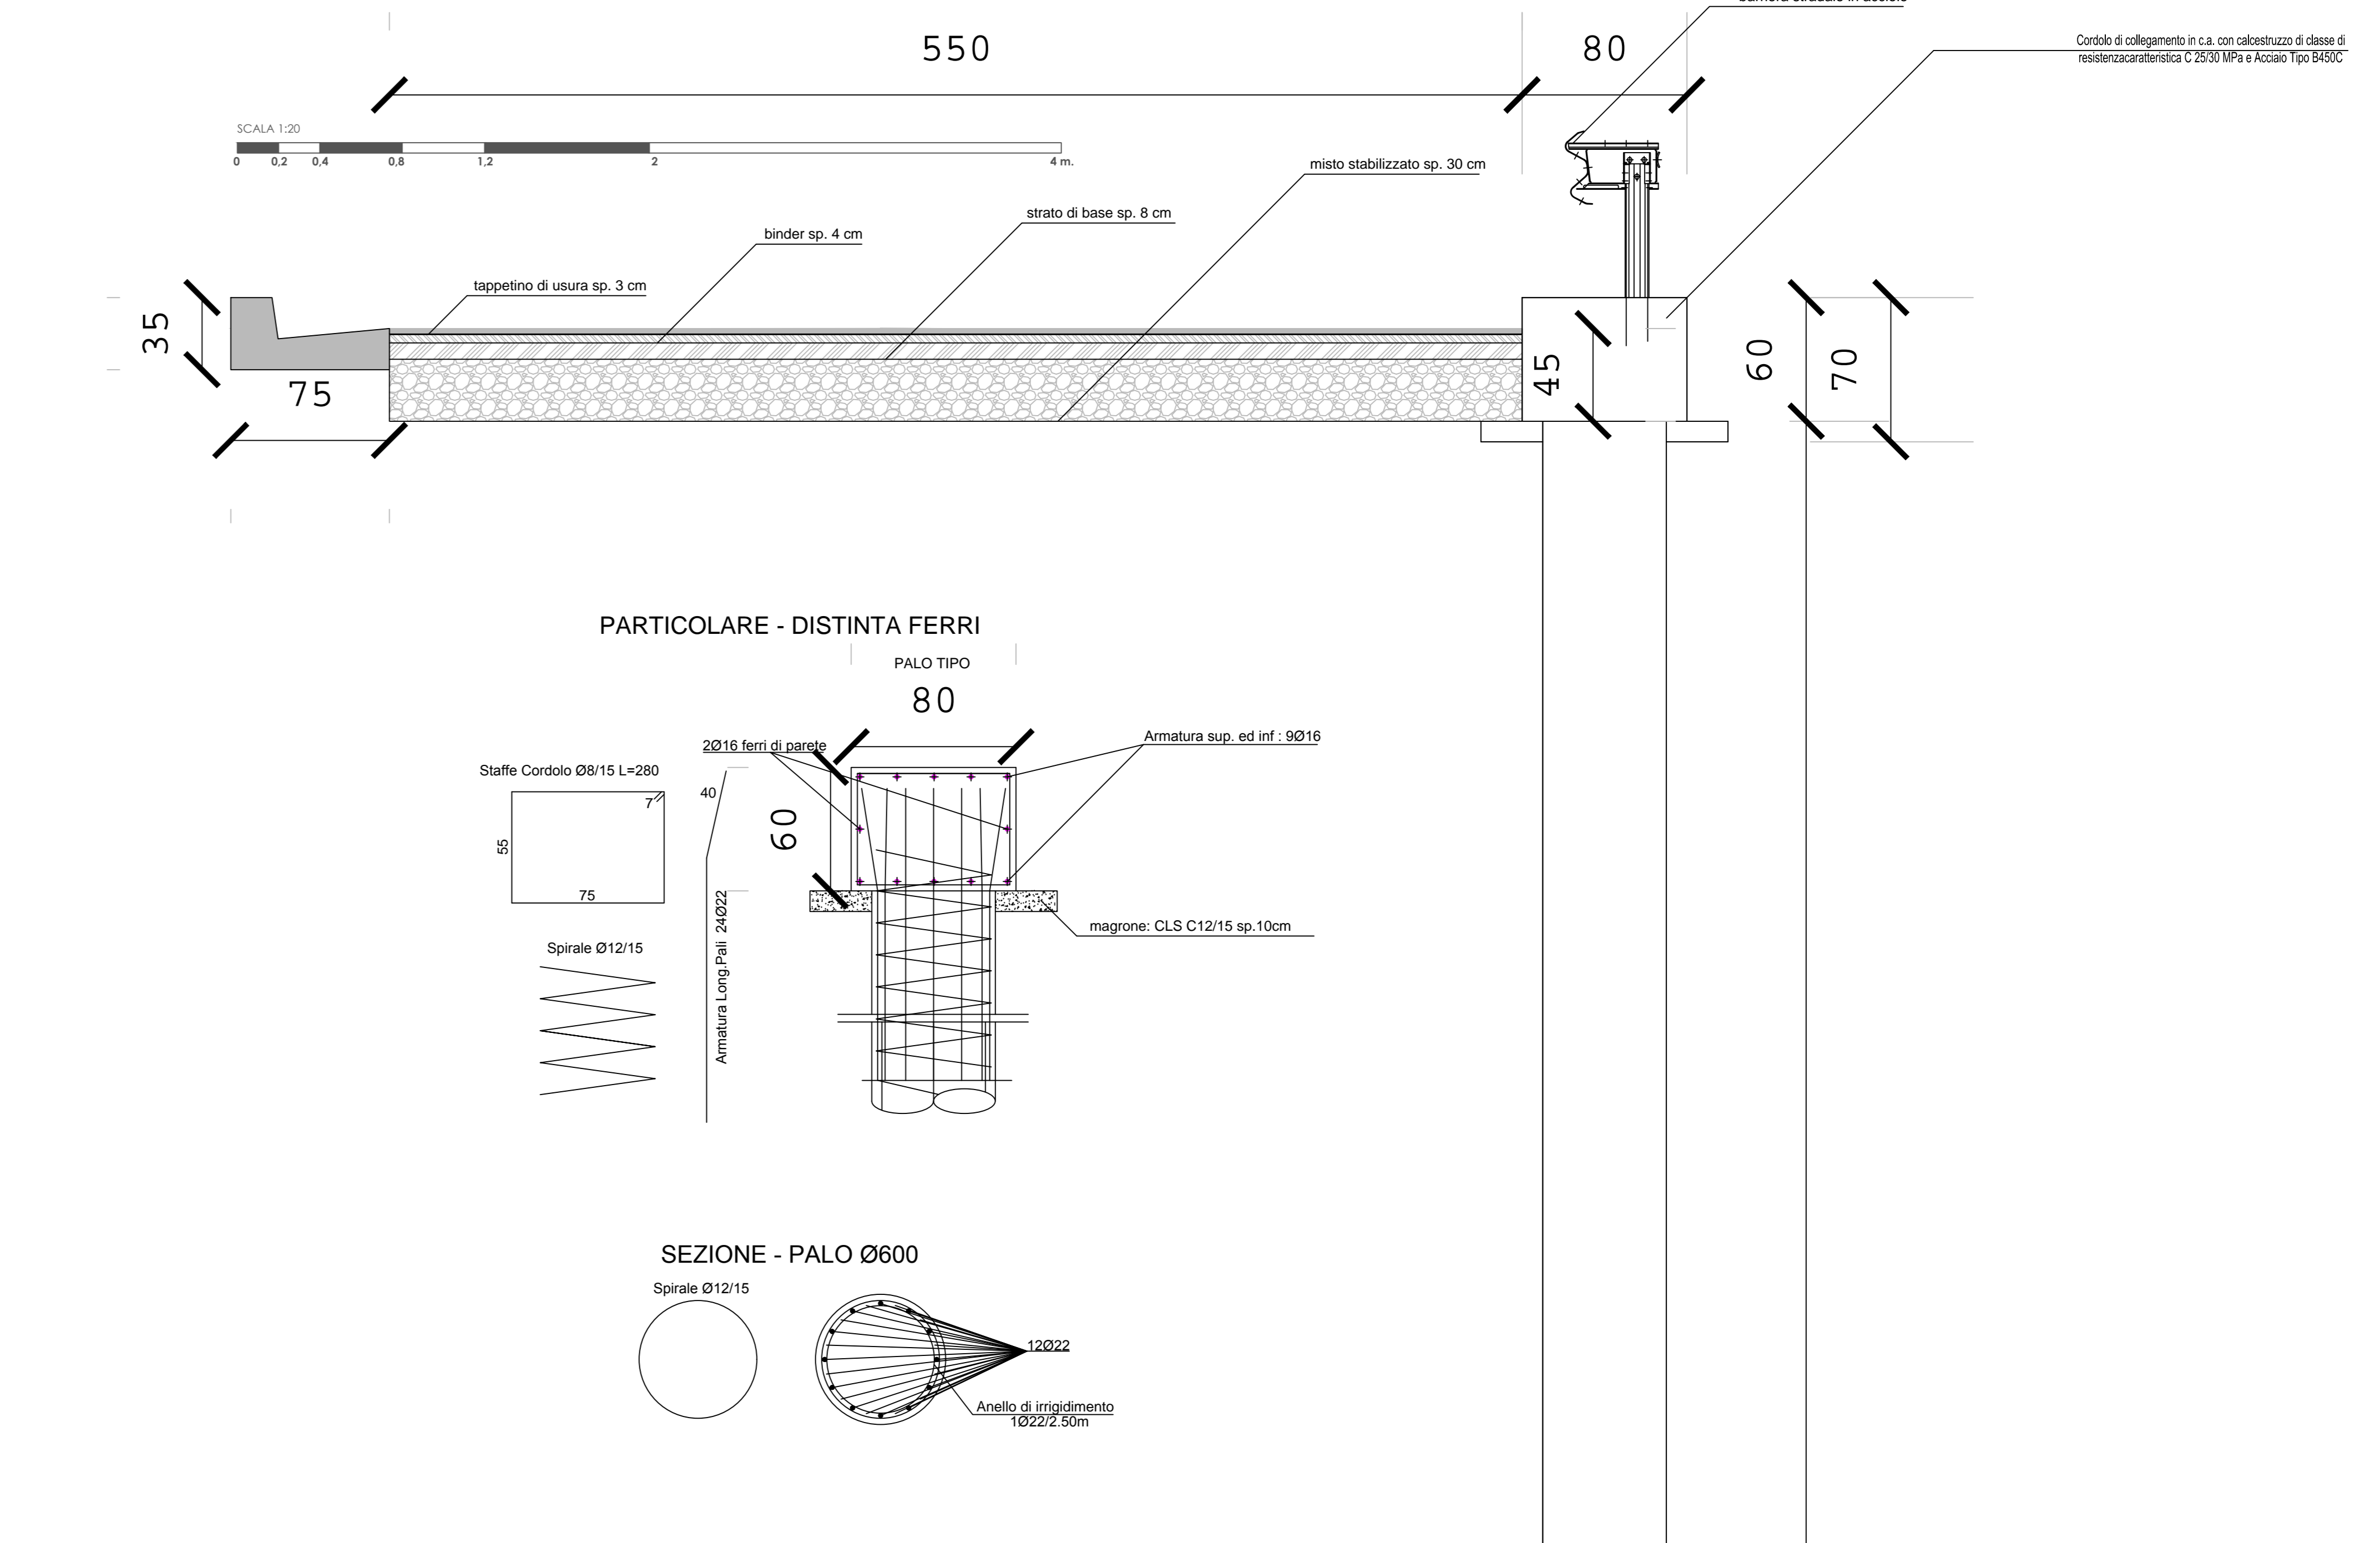 barriera stradale in acciaio
550
80
Cordolo di collegamento in c.a. con calcestruzzo di classe di
resistenzacaratteristica C 25/30 MPa e Acciaio Tipo B450C
SCALA 1:20
0 0,2 0,4 0,8 1,2 2 4 m.
misto stabilizzato sp. 30 cm
strato di base sp. 8 cm
binder sp. 4 cm
tappetino di usura sp. 3 cm
35
75
45
60
70
PARTICOLARE - DISTINTA FERRI
PALO TIPO
80
2Ø16 ferri di parete
Armatura sup. ed inf : 9Ø16
Staffe Cordolo Ø8/15 L=280
7
40
55
60
75
Armatura Long.Pali 24Ø22
magrone: CLS C12/15 sp.10cm
Spirale Ø12/15
SEZIONE - PALO Ø600
Spirale Ø12/15
12Ø22
Anello di irrigidimento
1Ø22/2.50m